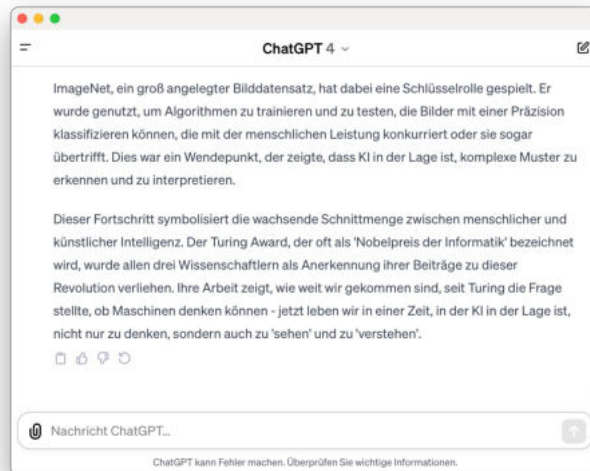 ChatGPT 4
ImageNet, ein groß angelegter Bilddatensatz, hat dabei eine Schlüsselrolle gespielt. Er
wurde genutzt, um Algorithmen zu trainieren und zu testen, die Bilder mit einer Präzision
klassifizieren können, die mit der menschlichen Leistung konkurriert oder sie sogar
übertrifft. Dies war ein Wendepunkt, der zeigte, dass KI in der Lage ist, komplexe Muster zu
erkennen und zu interpretieren.
Dieser Fortschritt symbolisiert die wachsende Schnittmenge zwischen menschlicher und
künstlicher Intelligenz. Der Turing Award, der oft als 'Nobelpreis der Informatik' bezeichnet
wird, wurde allen drei Wissenschaftlern als Anerkennung ihrer Beiträge zu dieser
Revolution verliehen. Ihre Arbeit zeigt, wie weit wir gekommen sind, seit Turing die Frage
stellte, ob Maschinen denken können - jetzt leben wir in einer Zeit, in der KI in der Lage ist,
nicht nur zu denken, sondern auch zu 'sehen' und zu 'verstehen'.
Nachricht ChatGPT...
ChatGPT kann Fehler machen. Überprüfen Sie wichtige Informationen.